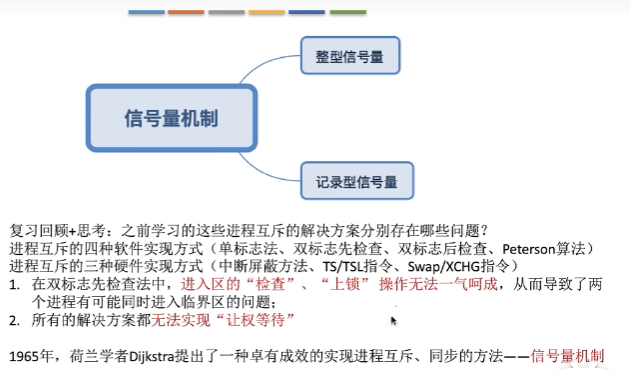 整型信号量
信号量机制
记录型信号量
复习回顾+思考：之前学习的这些进程互斥的解决方案分别存在哪些问题？
进程互斥的四种软件实现方式（单标志法、双标志先检查、双标志后检查、Peterson算法）
进程互斥的三种硬件实现方式（中断屏蔽方法、TS/TSL指令、Swap/XCHG指令）
1. 在双标志先检查法中，进入区的“检查”、“上锁” 操作无法一气呵成，从而导致了两
个进程有可能同时进入临界区的问题；
2. 所有的解决方案都无法实现“让权等待”
1965年，荷兰学者Dijkstra提出了一种卓有成效的实现进程互斥、同步的方法——信号量机制